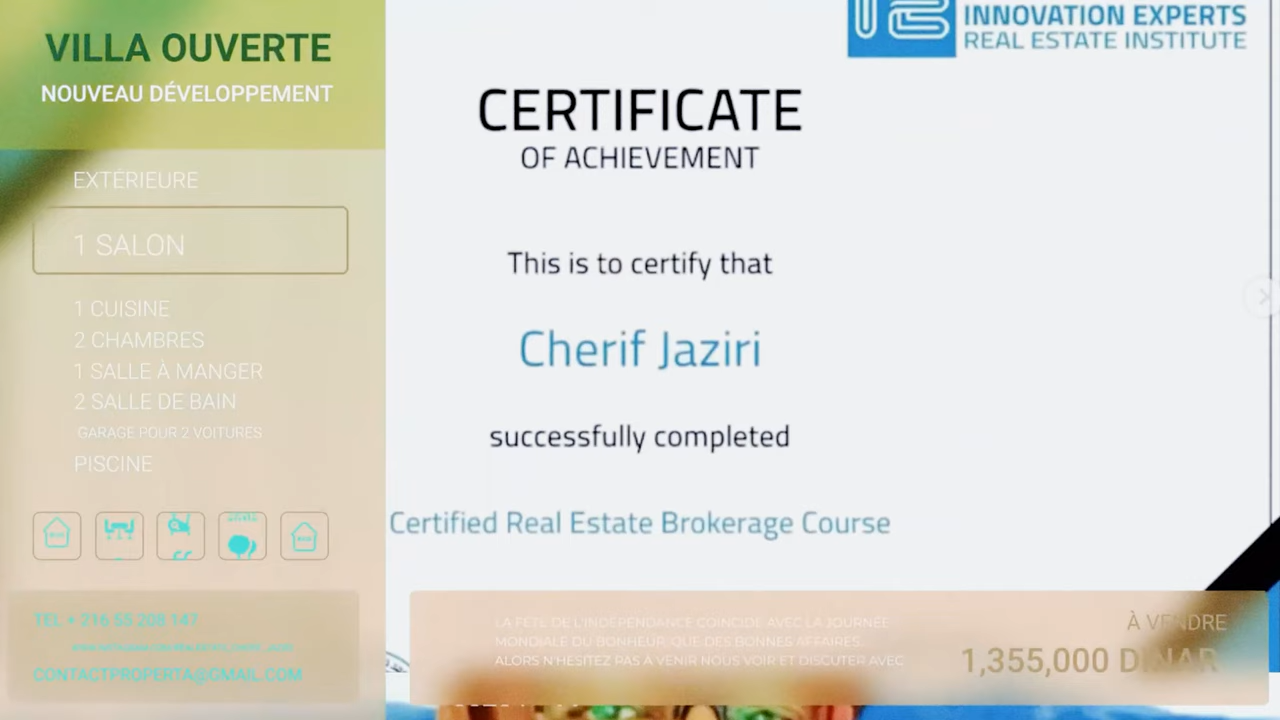 VILLA OUVERTE
NOUVEAU DÉVELOPPEMENT
EXTÉRIEURE
1 SALON
1 CUISINE
2 CHAMBRES
1 SALLE À MANGER
2 SALLE DE BAIN
GARAGE POUR 2 VOITURES
PISCINE
TEL + 216 55 208 147
CONTACTPROPERTA@GMAIL.COM
INNOVATION EXPERTS
REAL ESTATE INSTITUTE
CERTIFICATE
OF ACHIEVEMENT
This is to certify that
Cherif Jaziri
successfully completed
Certified Real Estate Brokerage Course
LA FETE DE L'INDEPENDANCE COINCIDE AVEC LA JOURNEE
MONDIALE DU BONHEUR, QUE DES BONNES AFFAIRES.
ALORS N'HESITEZ PAS À VENIR NOUS VOIR ET DISCUTER AVEC
À VENDRE
1,355,000 DINAR